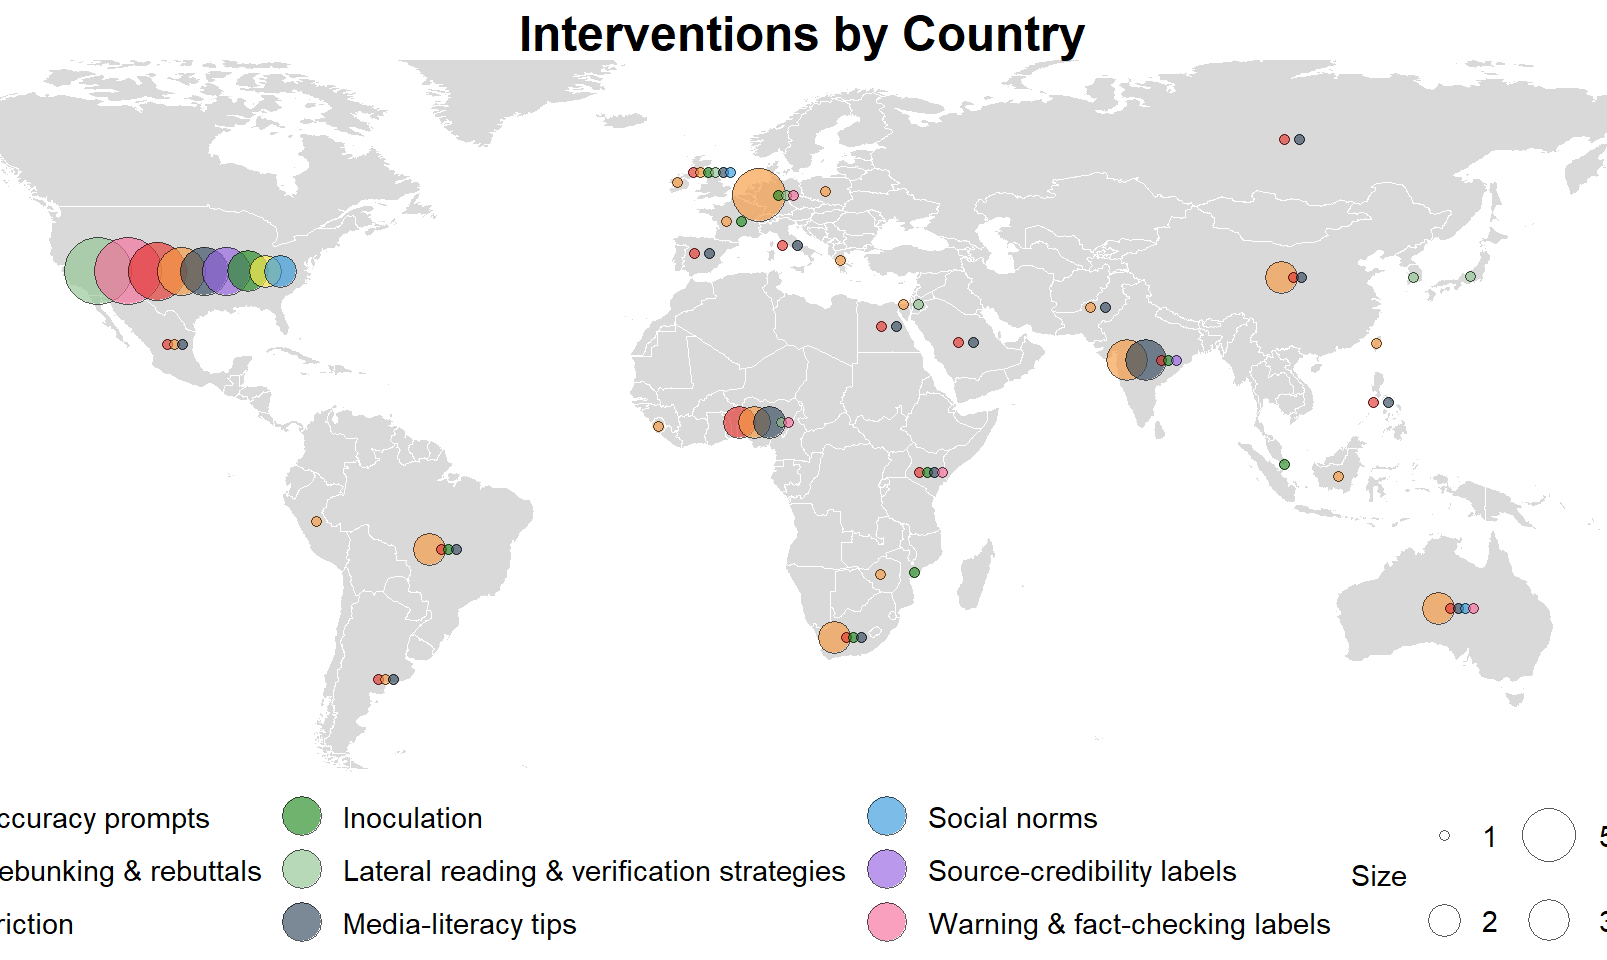 Interventions by Country
ccuracy prompts
Inoculation
Social norms
1
5
ebunking & rebuttals
Lateral reading & verification strategies
Source-credibility labels
Size
riction
Media-literacy tips
Warning & fact-checking labels
2
3